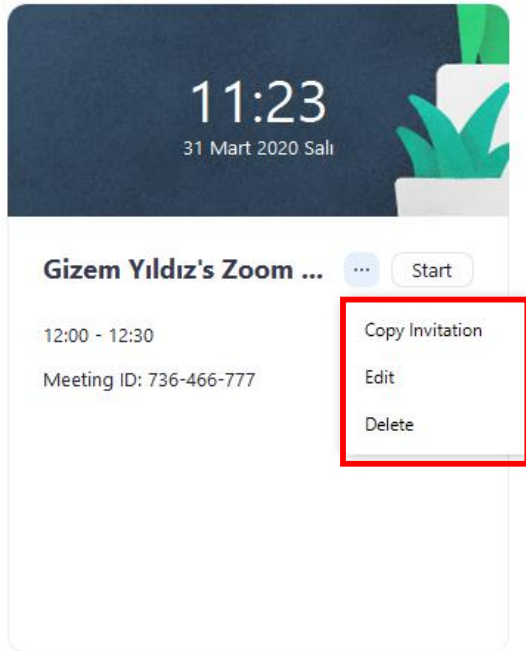 11:23
31 Mart 2020 Salı
Gizem Yıldız's Zoom ... ... Start
12:00 - 12:30
Meeting ID: 736-466-777
Copy Invitation
Edit
Delete